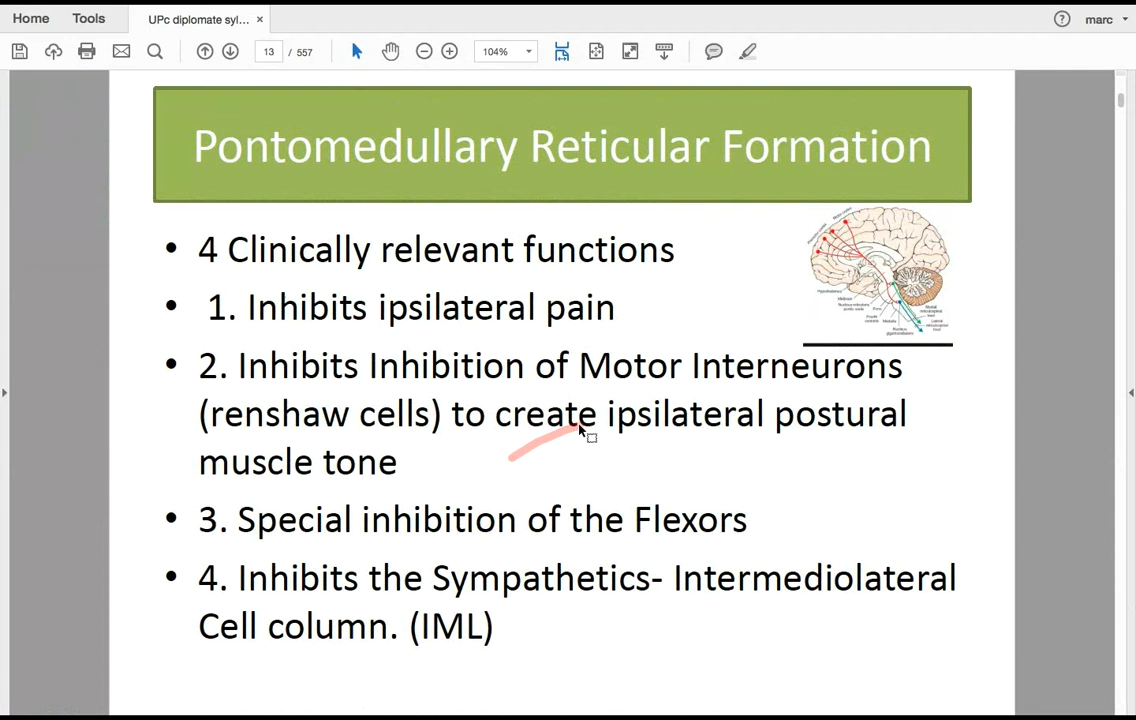 Home Tools UPc diplomate syl... × ? marc
13 / 557 104%
Pontomedullary Reticular Formation
• 4 Clinically relevant functions
• 1. Inhibits ipsilateral pain
• 2. Inhibits Inhibition of Motor Interneurons
(renshaw cells) to create ipsilateral postural
muscle tone
• 3. Special inhibition of the Flexors
• 4. Inhibits the Sympathetics- Intermediolateral
Cell column. (IML)